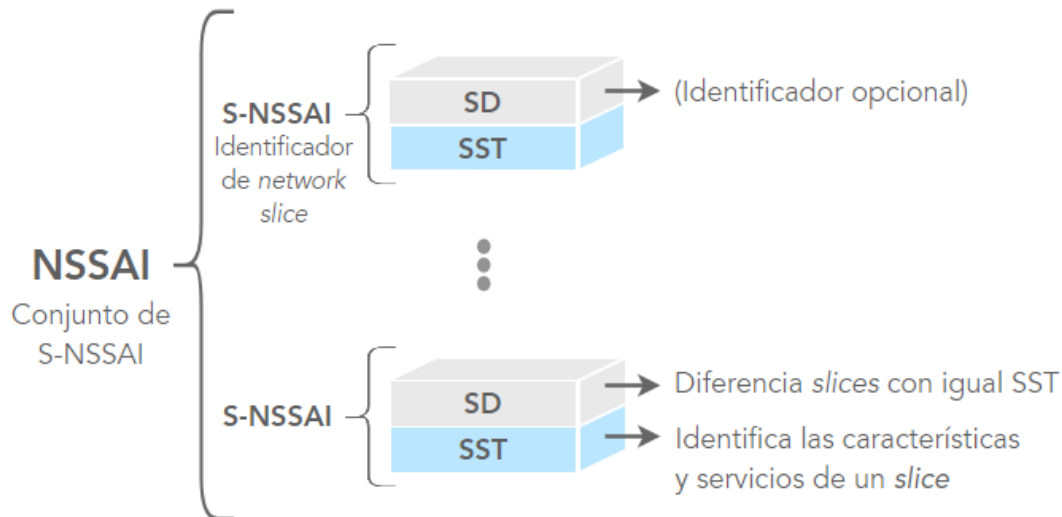 NSSAI
Conjunto de
S-NSSAI
S-NSSAI
Identificador
de network
slice
SD
SST
(Identificador opcional)
S-NSSAI
SD
SST
Diferencia slices con igual SST
Identifica las característícas
y servicios de un slice